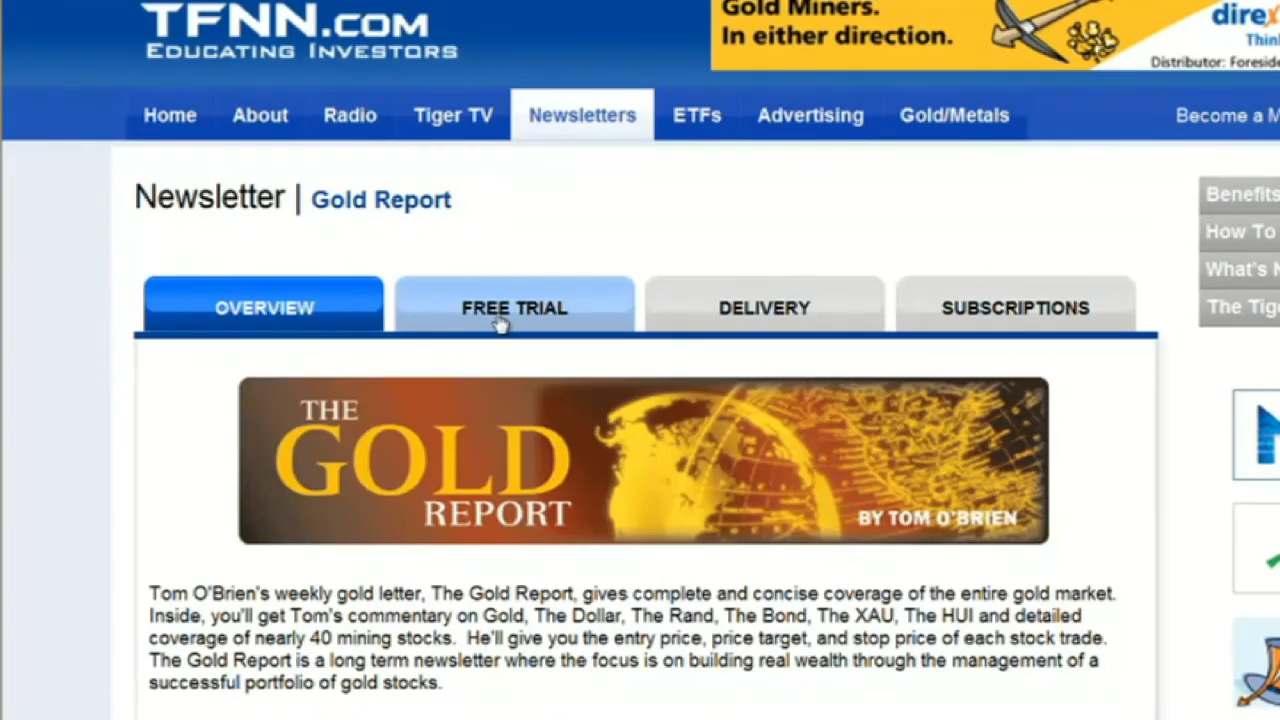 TFNN.COM
EDUCATING INVESTORS
Gold Miners.
In either direction.
Distributor:
Home About Radio Tiger TV Newsletters ETFs Advertising Gold/Metals Become a
Newsletter | Gold Report
Benefits
How To
What's
The
OVERVIEW FREE TRIAL DELIVERY SUBSCRIPTIONS
THE
GOLD
REPORT
BY TOM O'BRIEN
Tom O'Brien's weekly gold letter, The Gold Report, gives complete and concise coverage of the entire gold market.
Inside, you'll get Tom's commentary on Gold, The Dollar, The Rand, The Bond, The XAU, The HUI and detailed
coverage of nearly 40 mining stocks. He'll give you the entry price, price target, and stop price of each stock trade.
The Gold Report is a long term newsletter where the focus is on building real wealth through the management of a
successful portfolio of gold stocks.